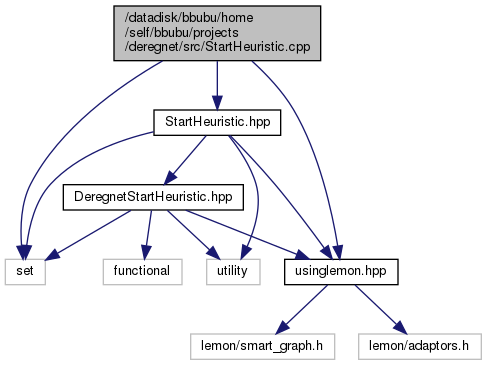 /datadisk/bbubu/home
/self/bbubu/projects
/deregnet/src/StartHeuristic.cpp
StartHeuristic.hpp
DeregnetStartHeuristic.hpp
set
functional
utility
usinglemon.hpp
lemon/smart_graph.h
lemon/adaptors.h